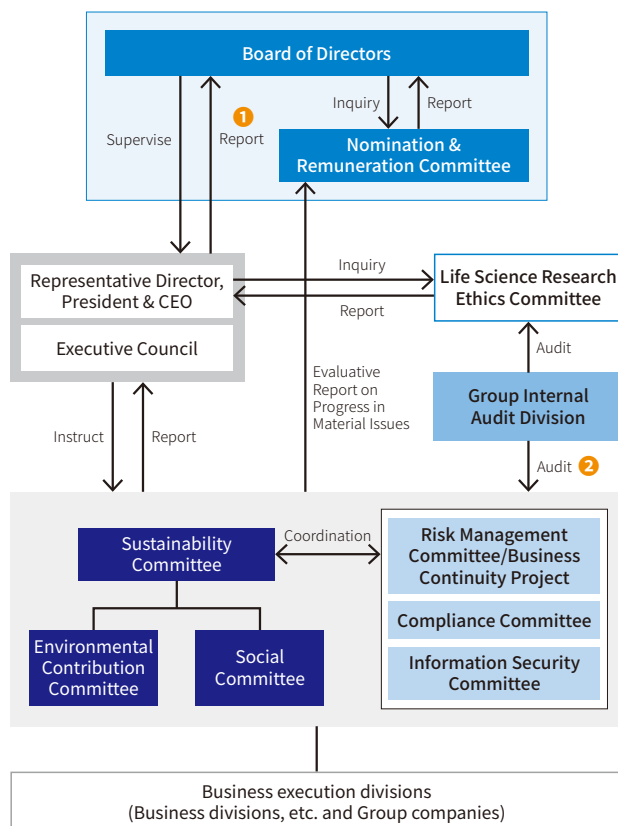 Board of Directors
Inquiry
Report
1
Supervise
Report
Nomination &
Remuneration Committee
Representative Director,
President & CEO
Executive Council
Inquiry
Report
Life Science Research
Ethics Committee
Audit
Evaluative
Report on
Progress in
Material Issues
Group Internal
Audit Division
Instruct
Report
Audit 2
Sustainability
Committee
Coordination
Risk Management
Committee/Business
Continuity Project
Compliance Committee
Information Security
Committee
Environmental
Contribution
Committee
Social
Committee
Business execution divisions
(Business divisions, etc. and Group companies)